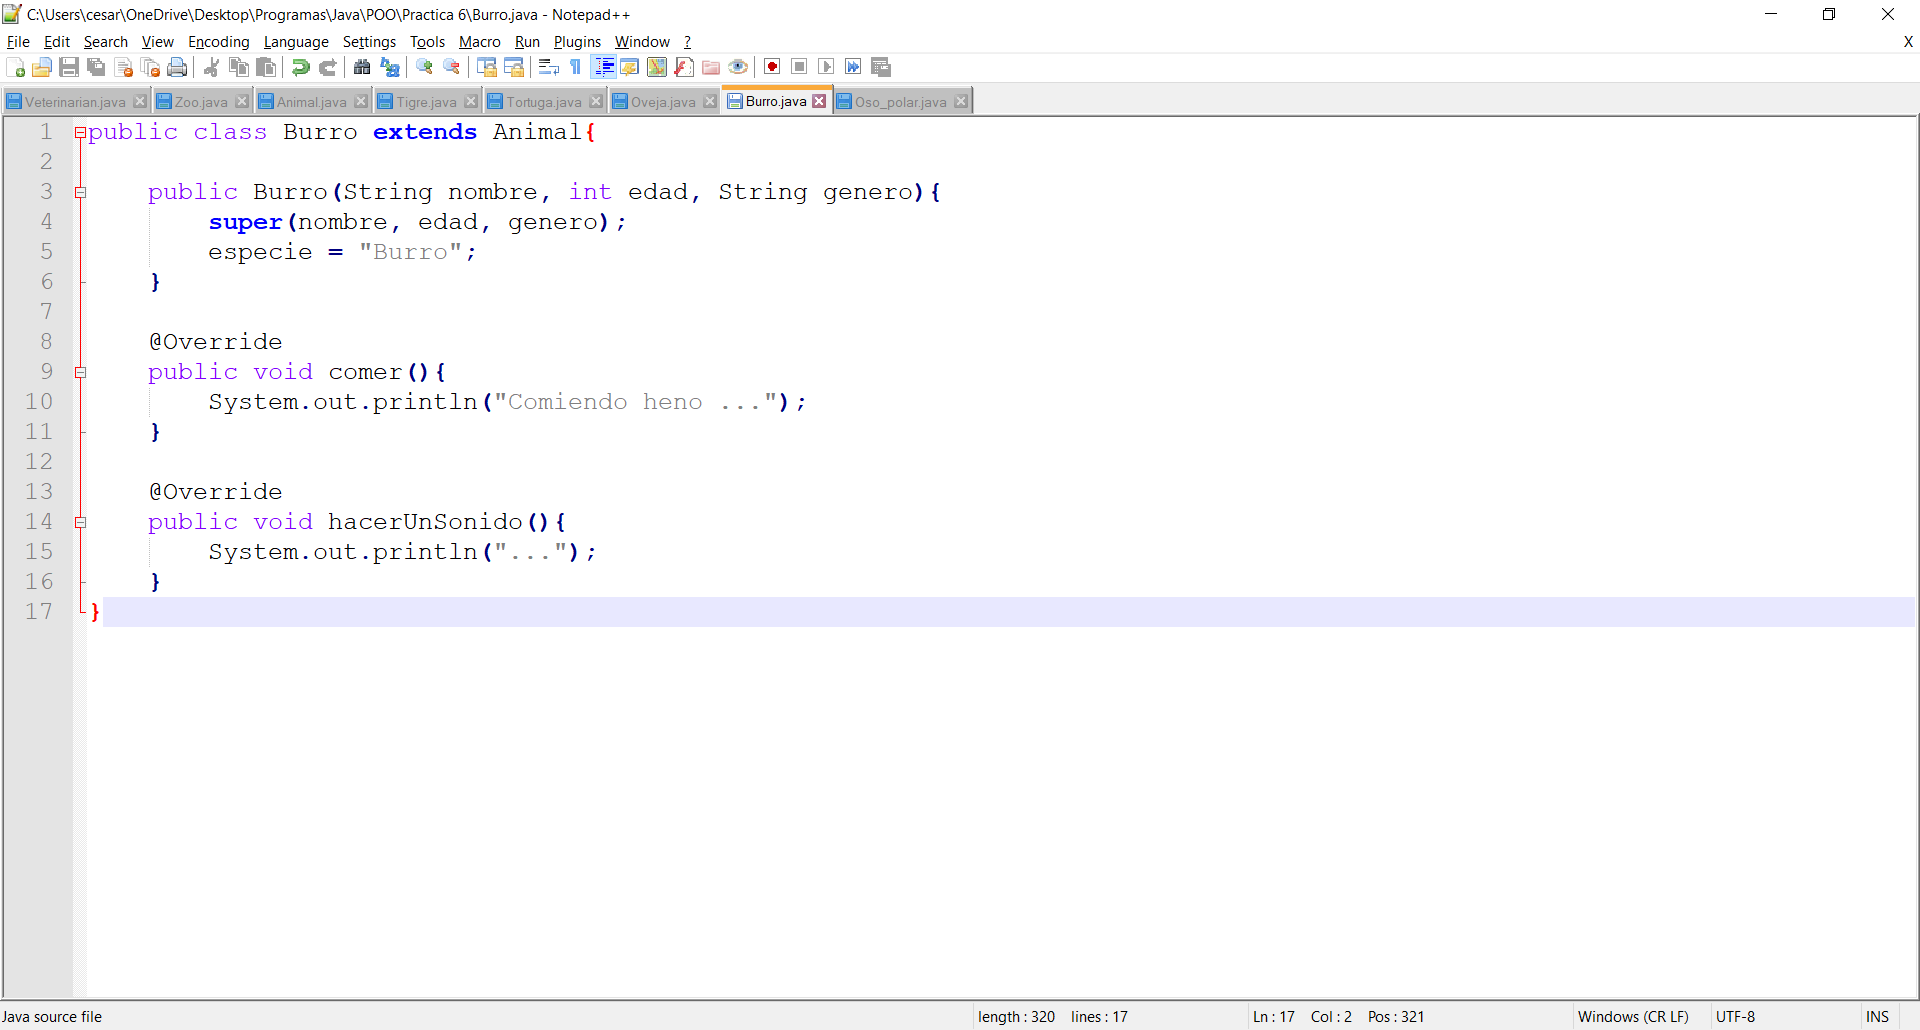 C:\Users\cesar\OneDrive\Desktop\Programas\Java\POO\Practica 6\Burro.java - Notepad++
File Edit Search View Encoding Language Settings Tools Macro Run Plugins Window ? X
Veterinarian.java Zoo.java Animal.java Tigre.java Tortuga.java Oveja.java Burro.java Oso_polar.java
1 public class Burro extends Animal{
2
3 public Burro(String nombre, int edad, String genero){
4 super(nombre, edad, genero);
5 especie = "Burro";
6 }
7
8 @Override
9 public void comer(){
10 System.out.println("Comiendo heno ...");
11 }
12
13 @Override
14 public void hacerUnSonido(){
15 System.out.println("...");
16 }
17 }
Java source file length : 320 lines : 17 Ln : 17 Col : 2 Pos : 321 Windows (CR LF) UTF-8 INS